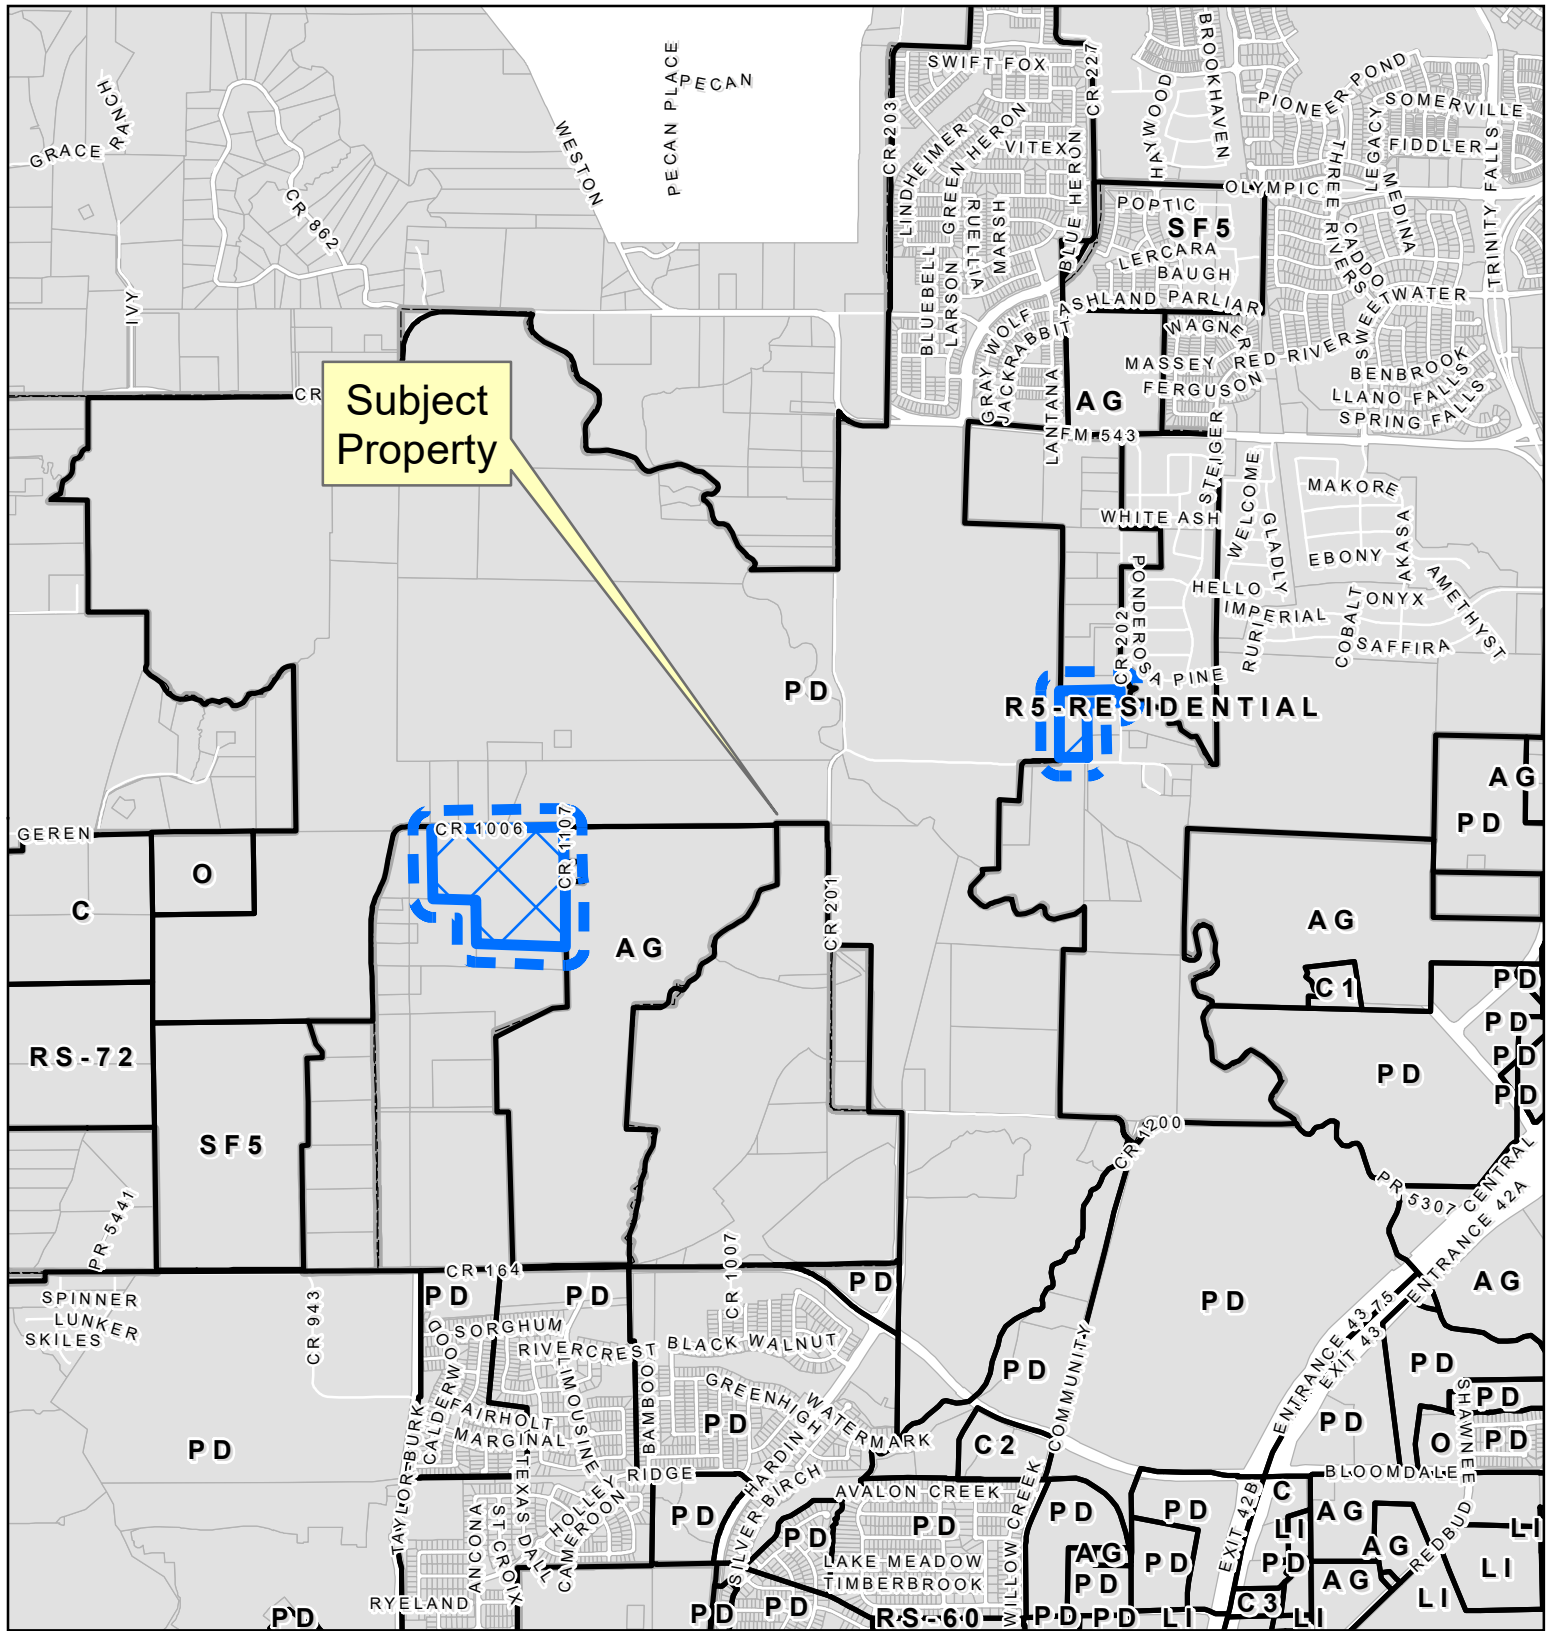 SWIFT FOX
CR 227
BROOKHAVEN
HAYWOOD
PIONEER POND
SOMERVILLE
LEGACY
FIDDLER
TRINITY FALLS
PECAN PLACE
PECAN
GRACE RANCH
WESTON
CR 203
LINDHEIMER
GREEN HERON
VITEX
BLUE HERON
THREE RIVERS
MEDINA
OLYMPIC
POPTIC
SF5
CR 862
LARSON
RUELLIA
MARSH
BLUEBELL
LERCARA
BAUGH
CADDO
SWEETWATER
IVY
ASHLAND
PARLIAR
GRAY WOLF
JACKRABBIT
WAGNER
RED RIVER
MASSEY
FERGUSON
BENBROOK
LLANO FALLS
SPRING FALLS
LANTANA
AG
CR
Subject
Property
FM 543
STEIGER
WELCOME
GLADLY
MAKORE
WHITE ASH
AKASA
EBONY
AMETHYST
PONDEROSA PINE
HELLO
IMPERIAL
ONYX
COBALT
RURI
SAFFIRA
CR 202
PD
R5-RESIDENTIAL
AG
PD
GEREN
CR 1006
CR 1107
O
C
CR 201
AG
AG
C1
PD
PD
PD
PD
RS-72
PD
SF5
CR 1200
PR 5307
CENTRAL
ENTRANCE 42A
PR 5441
CR 164
CR 1007
PD
PD
PD
AG
PD
SPINNER
LUNKER
SKILES
CR 943
SORGHUM
RIVERCREST
BLACK WALNUT
CALDERWOOD
LIMOUSINE
BAMBOO
ENTRANCE 43
75
EXIT 43
PD
COMMUNITY
PD
SHAWNEE
PD
GREENHIGH
WATERMARK
FAIRHOLT
MARGINAL
PD
HARDIN
C2
PD
O
PD
PD
TAYLOR-BURK
TEXAS DALL
RIDGE
BLOOMDALE
SILVER BIRCH
AVALON CREEK
WILLOW CREEK
HOLLEY
CAMEROON
ANCONA
ST CROIX
PD
PD
PD
PD
PD
EXIT 42B
C
LI
AG
LI
AG
REDBUD
LAKE MEADOW
TIMBERBROOK
AG
PD
PD
PD
AG
LI
LI
RYELAND
PD
PD
PD
RS-60
PD
PD
LI
C3
LI